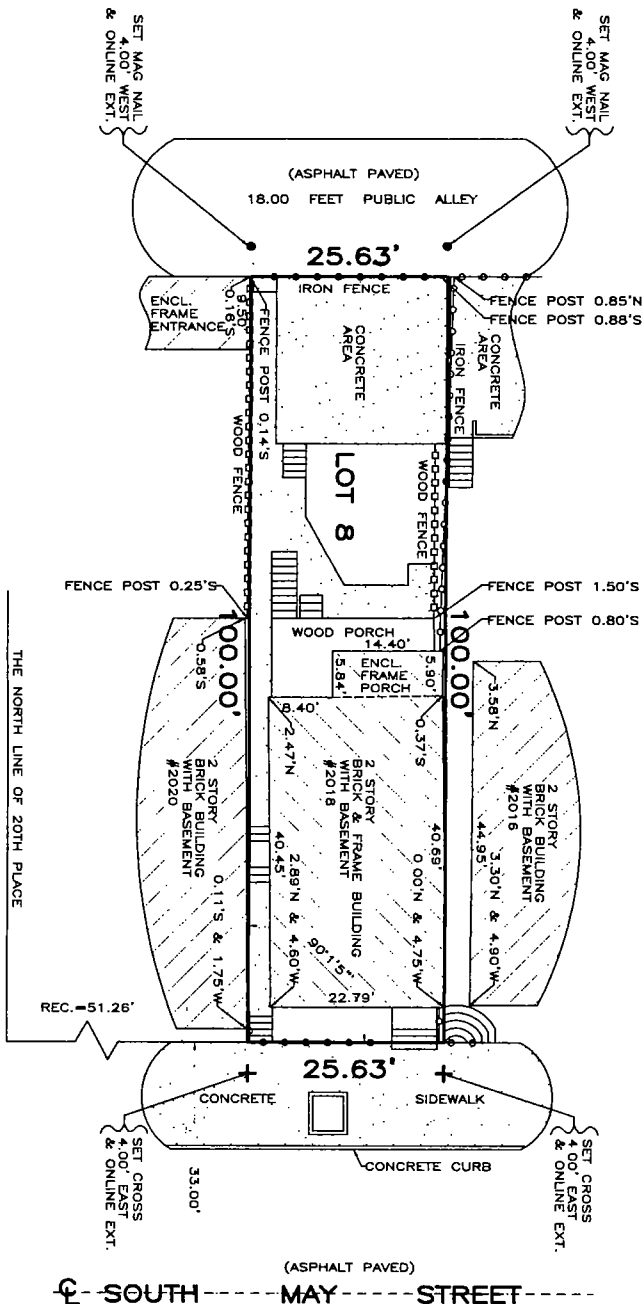 SET MAG NAIL
4.00' WEST
& ONLINE EXT.
SET MAG NAIL
4.00' WEST
& ONLINE EXT.
(ASPHALT PAVED)
18.00 FEET PUBLIC ALLEY
25.63'
IRON FENCE
FENCE POST 0.85'N
FENCE POST 0.88'S
ENCL.
FRAME
ENTRANCE
9.50'
0.16'S
FENCE POST 0.14'S
WOOD FENCE
CONCRETE
AREA
IRON FENCE
CONCRETE
AREA
LOT 8
WOOD FENCE
FENCE POST 0.25'S
FENCE POST 1.50'S
FENCE POST 0.80'S
100.00'
100.00'
0.58'S
WOOD PORCH
14.40'
ENCL.
FRAME
PORCH
5.84'
5.90'
3.58'N
8.40'
2.47'N
0.37'S
2 STORY
BRICK BUILDING
WITH BASEMENT
#2020
2 STORY
BRICK & FRAME BUILDING
WITH BASEMENT
#2018
2 STORY
BRICK BUILDING
WITH BASEMENT
#2016
40.45'
40.69'
44.95'
0.11'S & 1.75'W
2.89'N & 4.60'W
0.00'N & 4.75'W
3.30'N & 4.90'W
90°1'5"
22.79'
THE NORTH LINE OF 20TH PLACE
REC.=51.26'
25.63'
CONCRETE SIDEWALK
CONCRETE CURB
33.00'
SET CROSS
4.00' EAST
& ONLINE EXT.
SET CROSS
4.00' EAST
& ONLINE EXT.
(ASPHALT PAVED)
℄ SOUTH MAY STREET